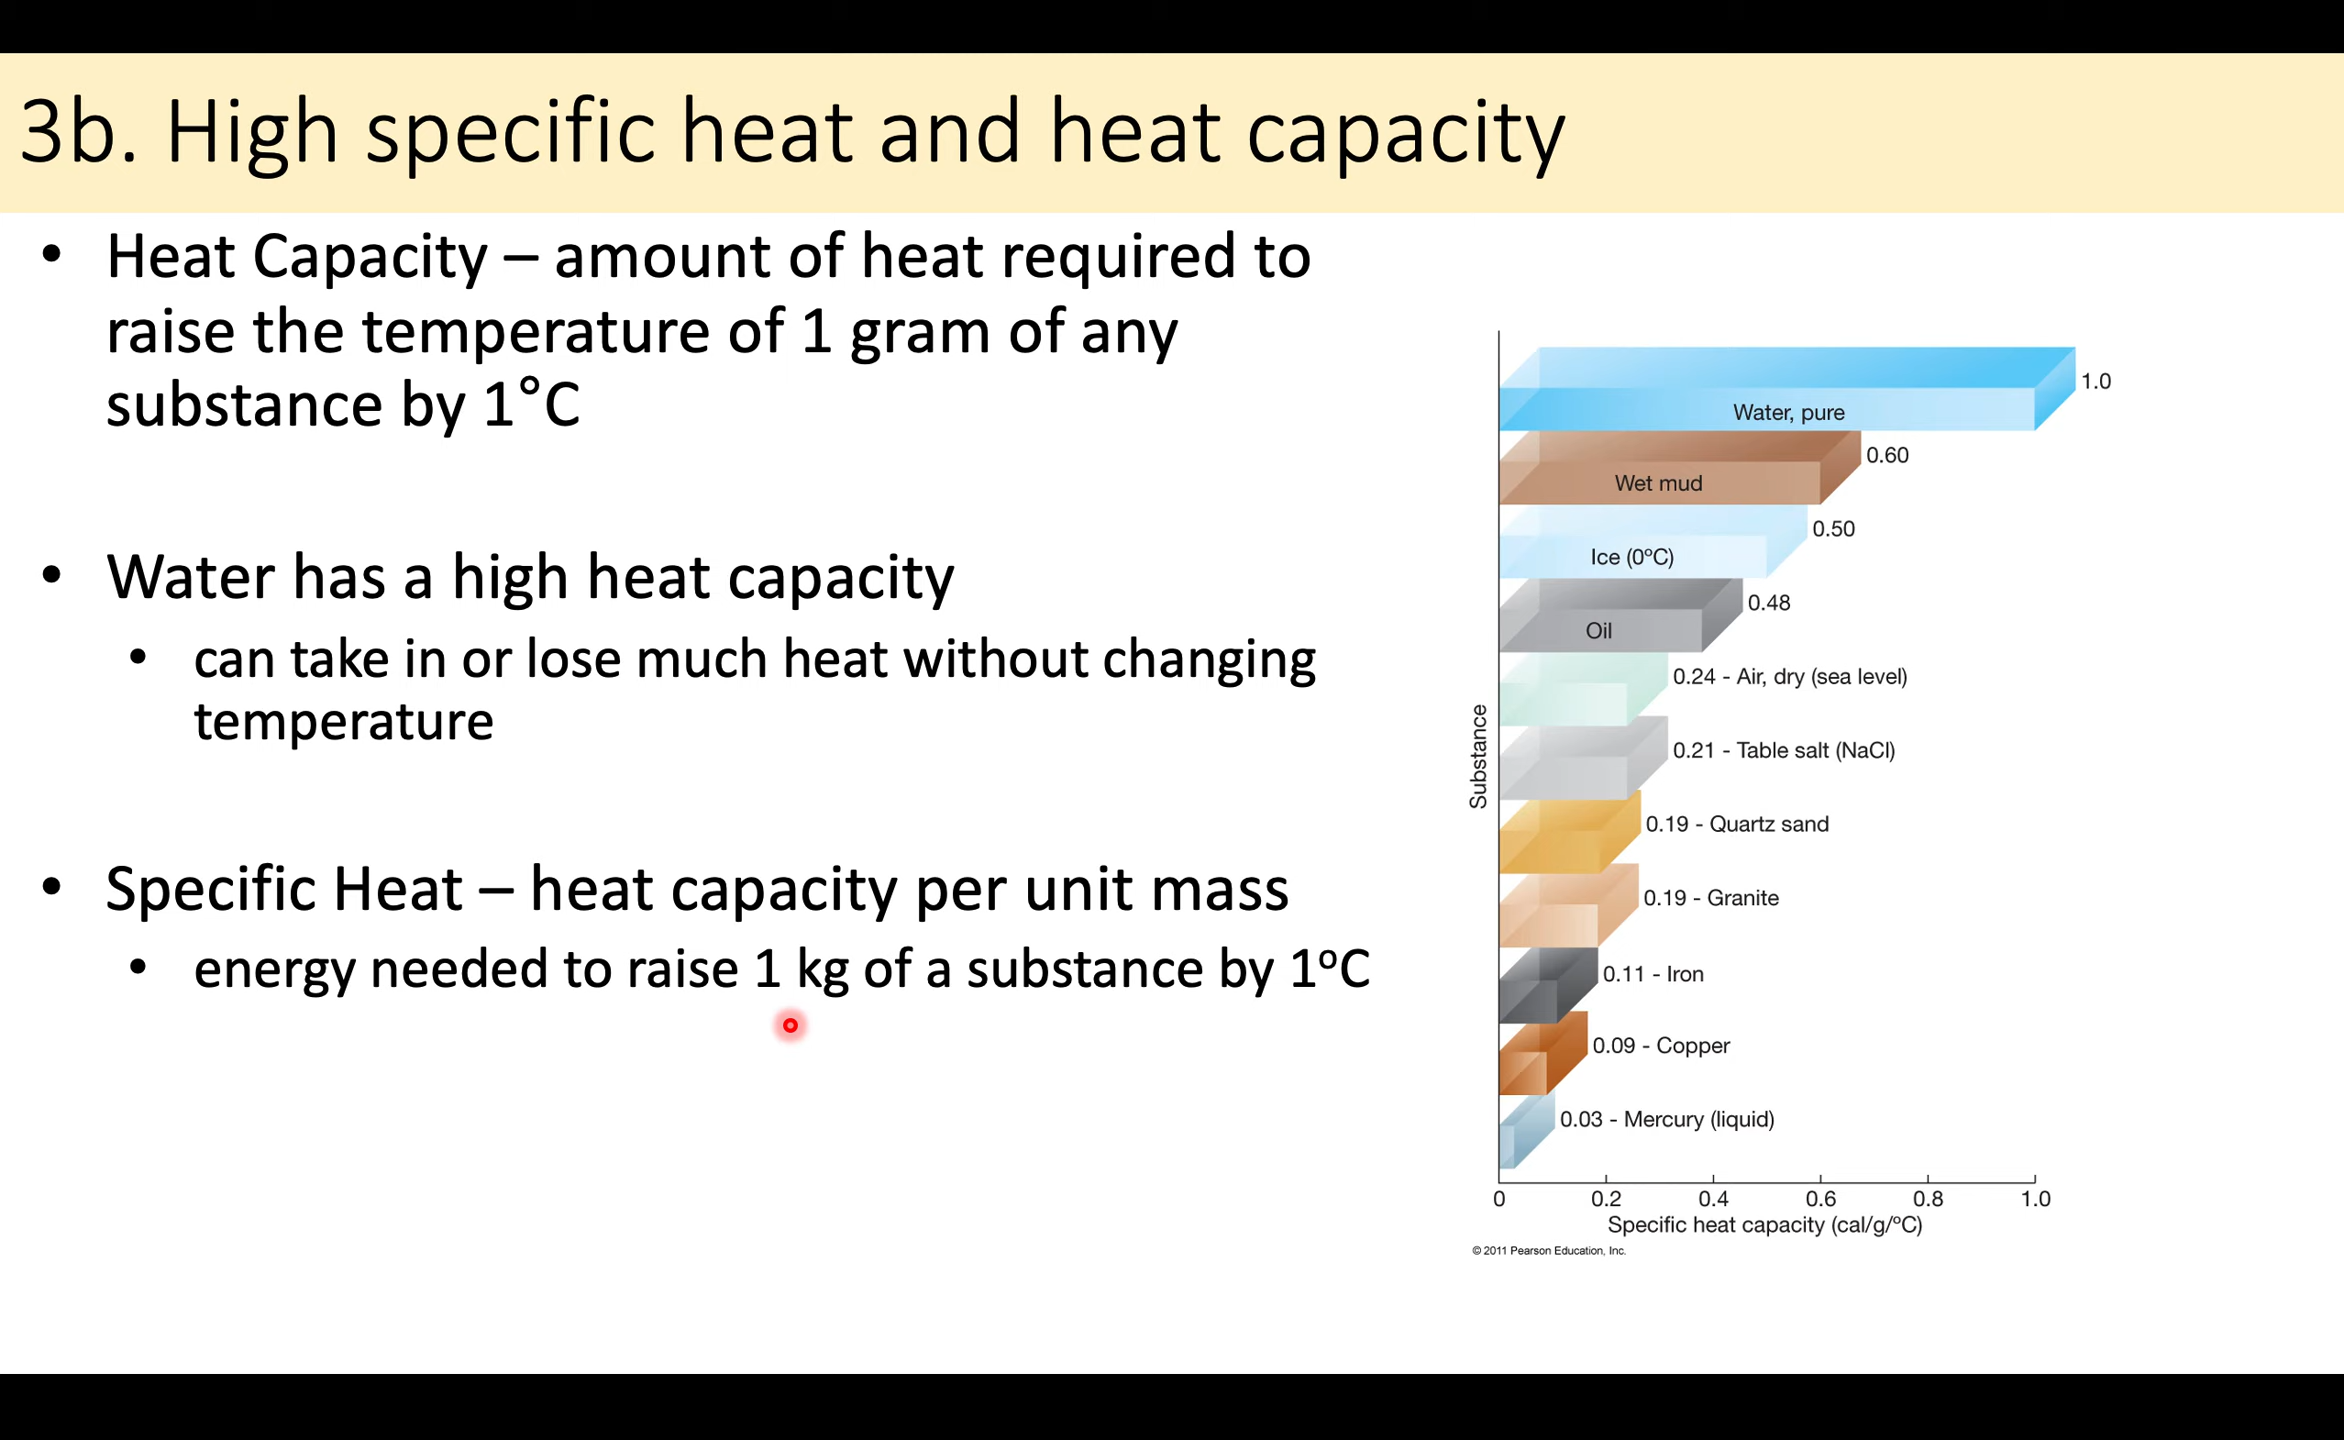 3b. High specific heat and heat capacity
• Heat Capacity – amount of heat required to
raise the temperature of 1 gram of any
substance by 1°C
• Water has a high heat capacity
• can take in or lose much heat without changing
temperature
• Specific Heat – heat capacity per unit mass
• energy needed to raise 1 kg of a substance by 1ºC
Substance
Water, pure
1.0
Wet mud
0.60
Ice (0ºC)
0.50
Oil
0.48
0.24 - Air, dry (sea level)
0.21 - Table salt (NaCl)
0.19 - Quartz sand
0.19 - Granite
0.11 - Iron
0.09 - Copper
0.03 - Mercury (liquid)
0 0.2 0.4 0.6 0.8 1.0
Specific heat capacity (cal/g/ºC)
© 2011 Pearson Education, Inc.